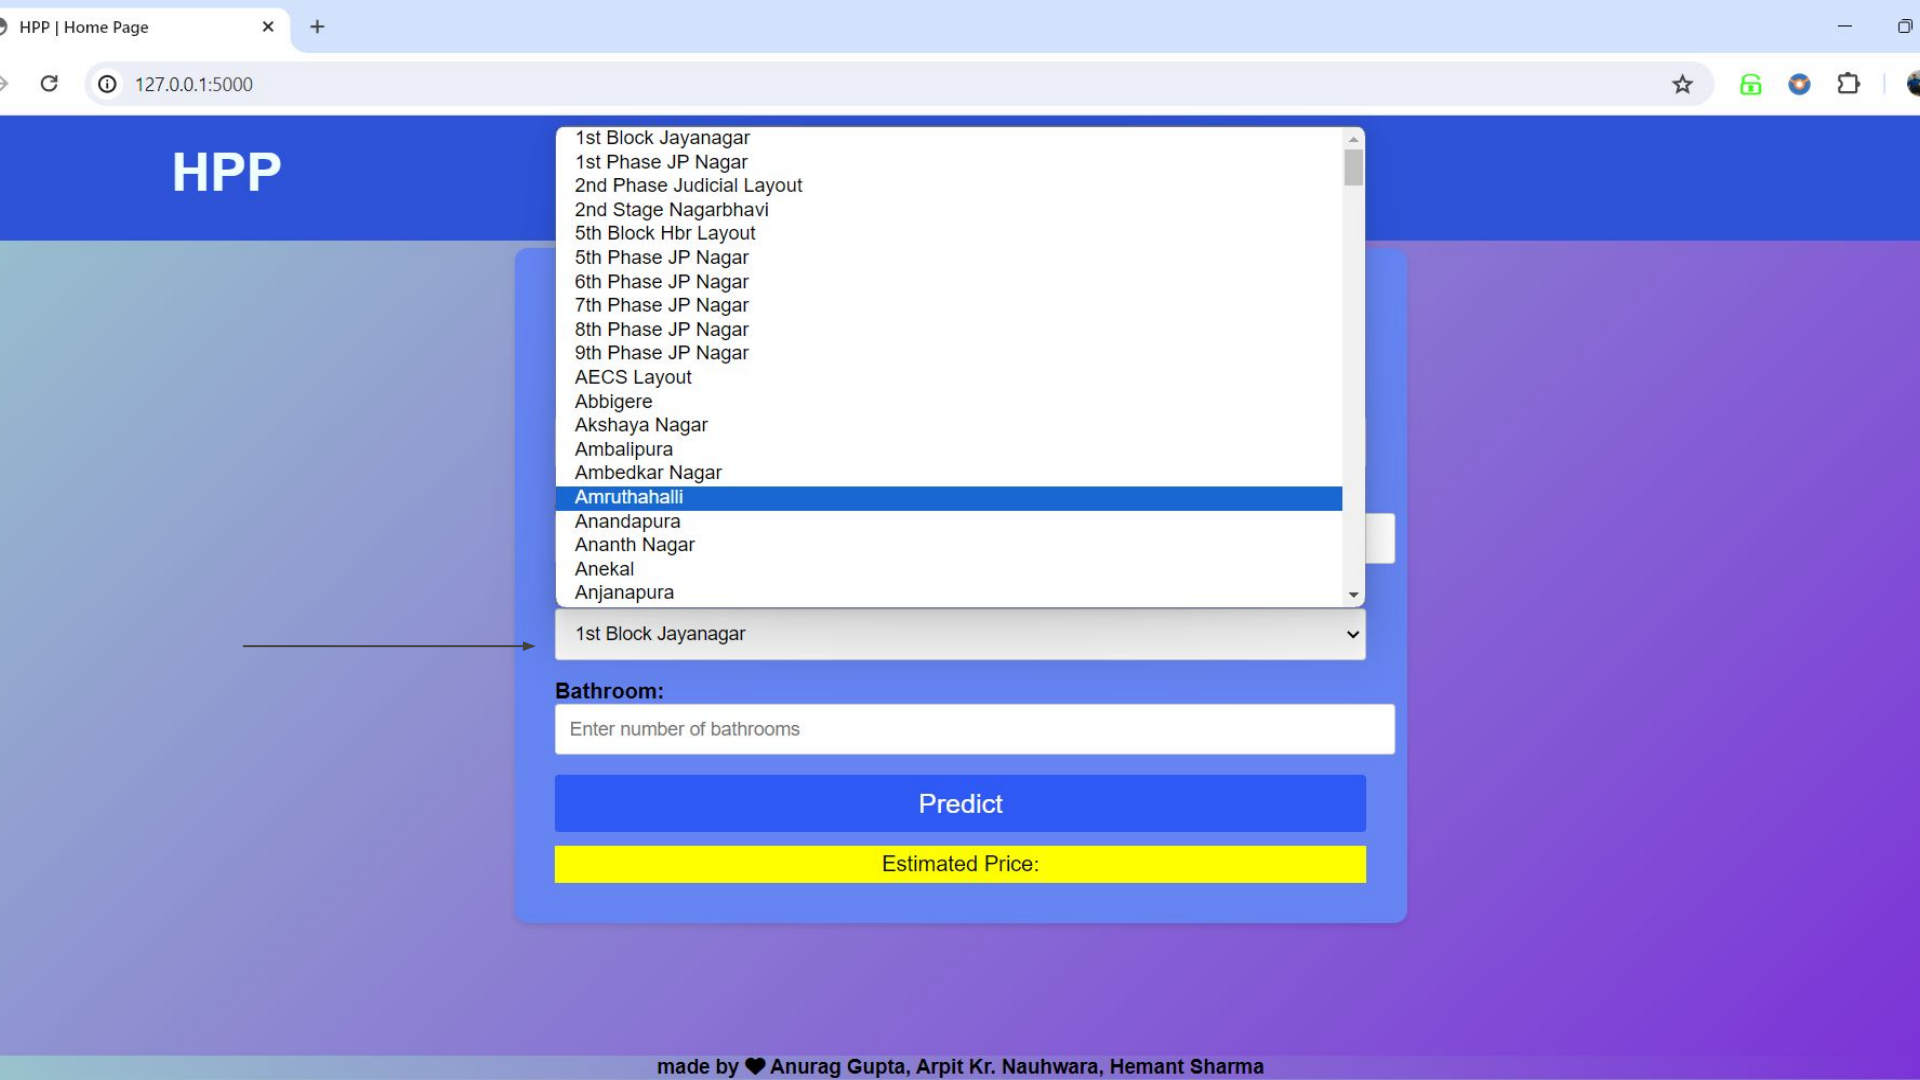 HPP | Home Page
127.0.0.1:5000
HPP
1st Block Jayanagar
1st Phase JP Nagar
2nd Phase Judicial Layout
2nd Stage Nagarbhavi
5th Block Hbr Layout
5th Phase JP Nagar
6th Phase JP Nagar
7th Phase JP Nagar
8th Phase JP Nagar
9th Phase JP Nagar
AECS Layout
Abbigere
Akshaya Nagar
Ambalipura
Ambedkar Nagar
Amruthahalli
Anandapura
Ananth Nagar
Anekal
Anjanapura
1st Block Jayanagar
Bathroom:
Enter number of bathrooms
Predict
Estimated Price:
made by ♥ Anurag Gupta, Arpit Kr. Nauhwara, Hemant Sharma